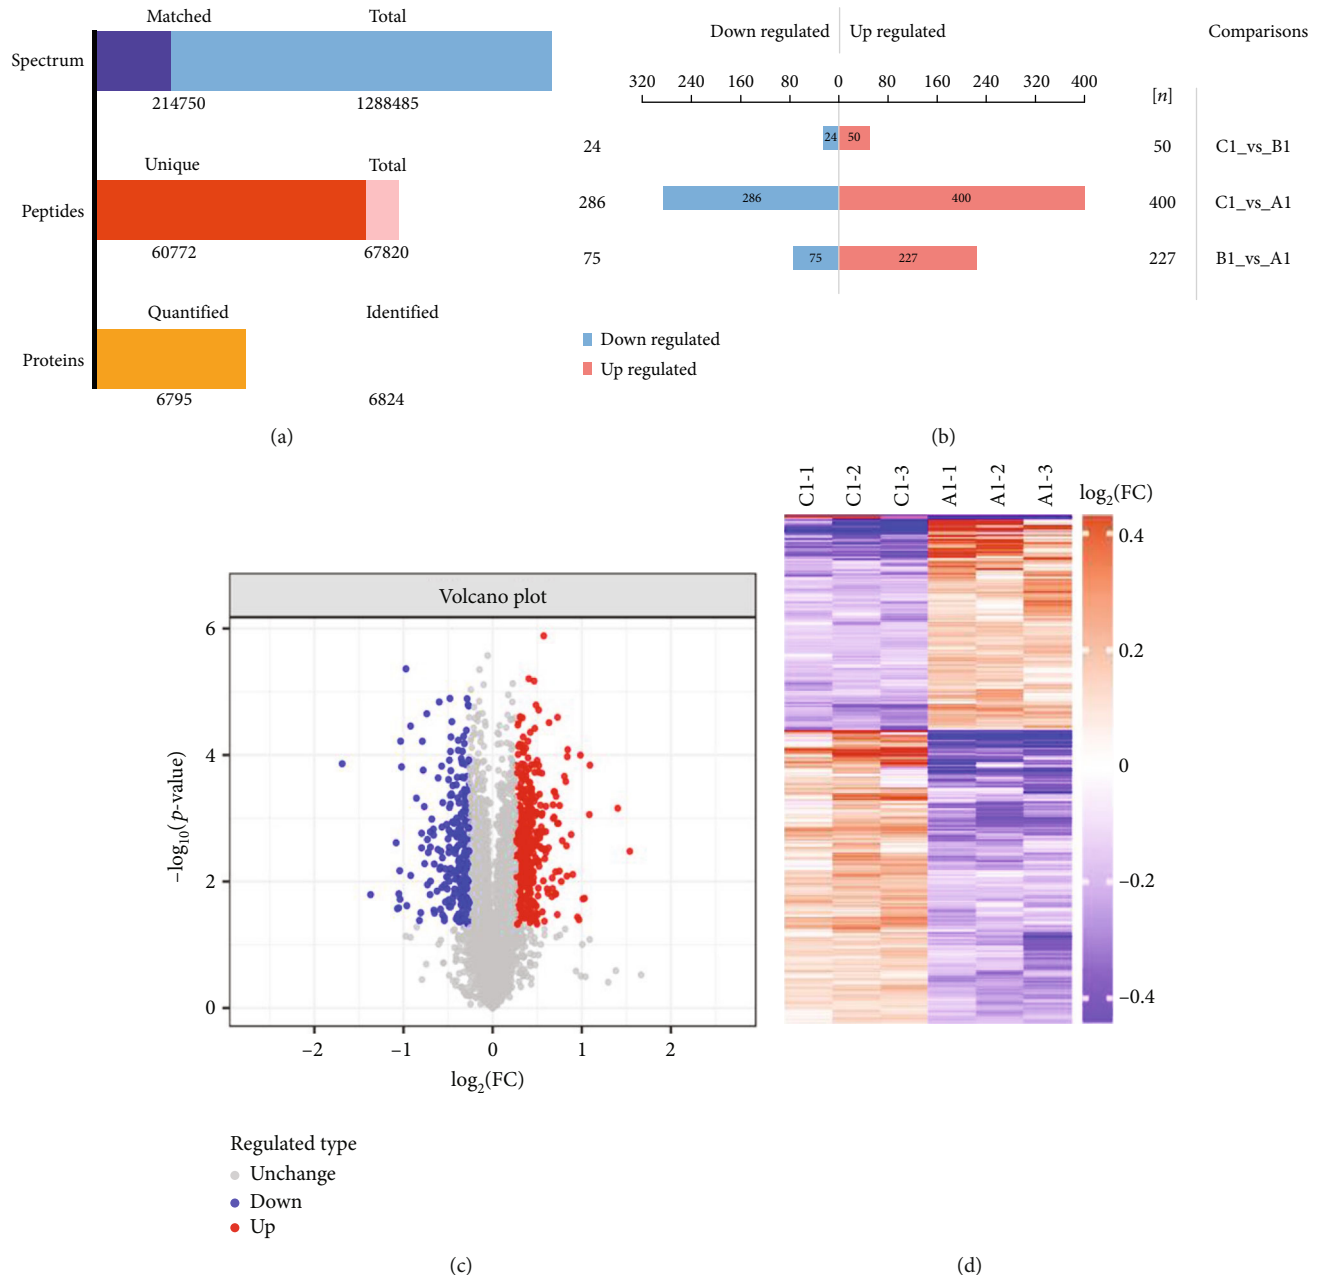 Matched Total
Spectrum
214750 1288485
Unique Total
Peptides
60772 67820
Quantified Identified
Proteins
6795 6824
(a)
Down regulated Up regulated Comparisons
320 240 160 80 0 80 160 240 320 400
[n]
24 24 50 50 C1_vs_B1
286 286 400 400 C1_vs_A1
75 75 227 227 B1_vs_A1
Down regulated
Up regulated
(b)
Volcano plot
6
4
2
0
−log₁₀(p-value)
−2 −1 0 1 2
log₂(FC)
Regulated type
Unchange
Down
Up
(c)
C1-1 C1-2 C1-3 A1-1 A1-2 A1-3 log₂(FC)
0.4
0.2
0
−0.2
−0.4
(d)